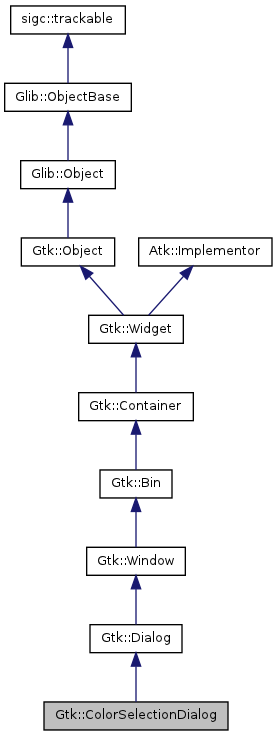 sigc::trackable
Glib::ObjectBase
Glib::Object
Gtk::Object
Atk::Implementor
Gtk::Widget
Gtk::Container
Gtk::Bin
Gtk::Window
Gtk::Dialog
Gtk::ColorSelectionDialog